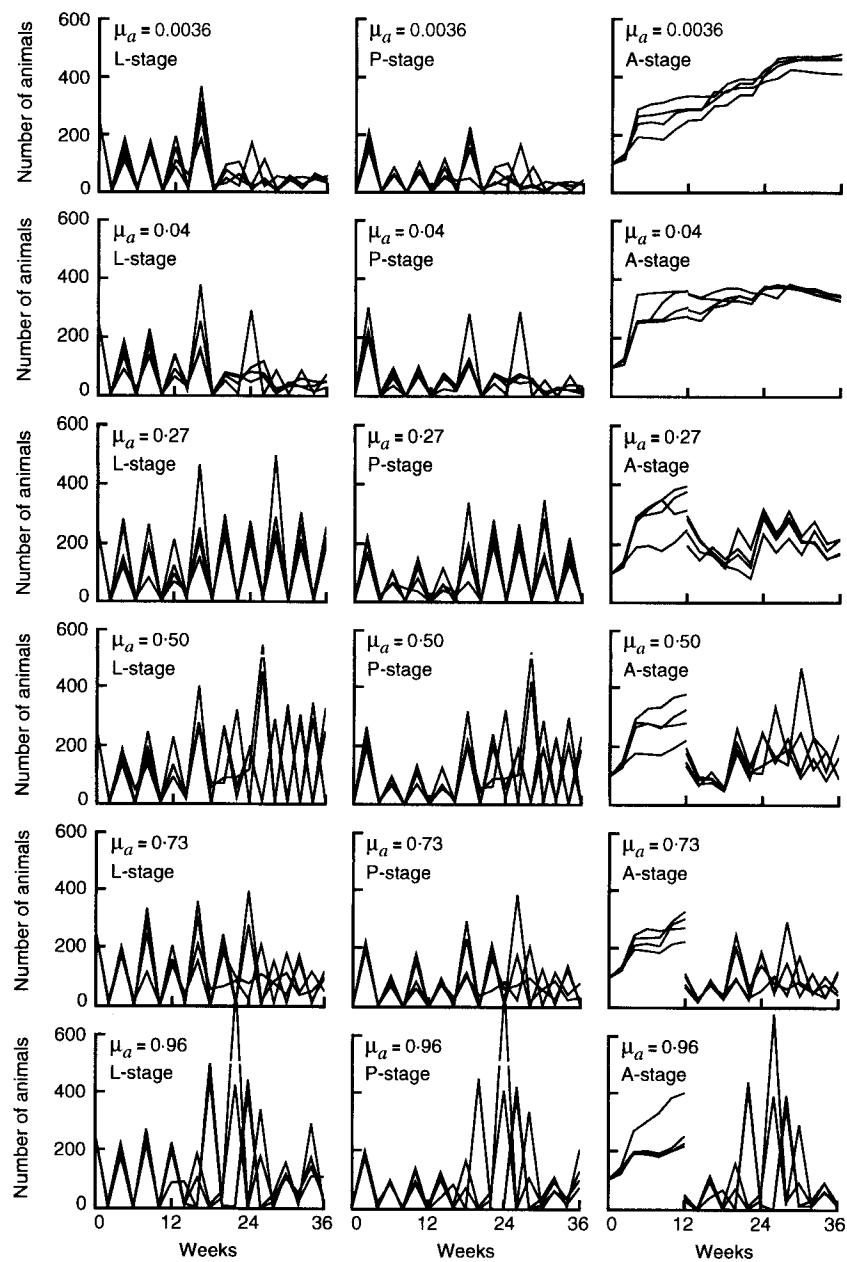 600
400
200
0
Number of animals
μa = 0.0036
L-stage
μa = 0.0036
P-stage
μa = 0.0036
A-stage
600
400
200
0
Number of animals
μa = 0·04
L-stage
μa = 0·04
P-stage
μa = 0·04
A-stage
600
400
200
0
Number of animals
μa = 0·27
L-stage
μa = 0·27
P-stage
μa = 0·27
A-stage
600
400
200
0
Number of animals
μa = 0·50
L-stage
μa = 0·50
P-stage
μa = 0·50
A-stage
600
400
200
0
Number of animals
μa = 0·73
L-stage
μa = 0·73
P-stage
μa = 0·73
A-stage
600
400
200
0
Number of animals
μa = 0·96
L-stage
μa = 0·96
P-stage
μa = 0·96
A-stage
0 12 24 36
0 12 24 36
0 12 24 36
Weeks
Weeks
Weeks